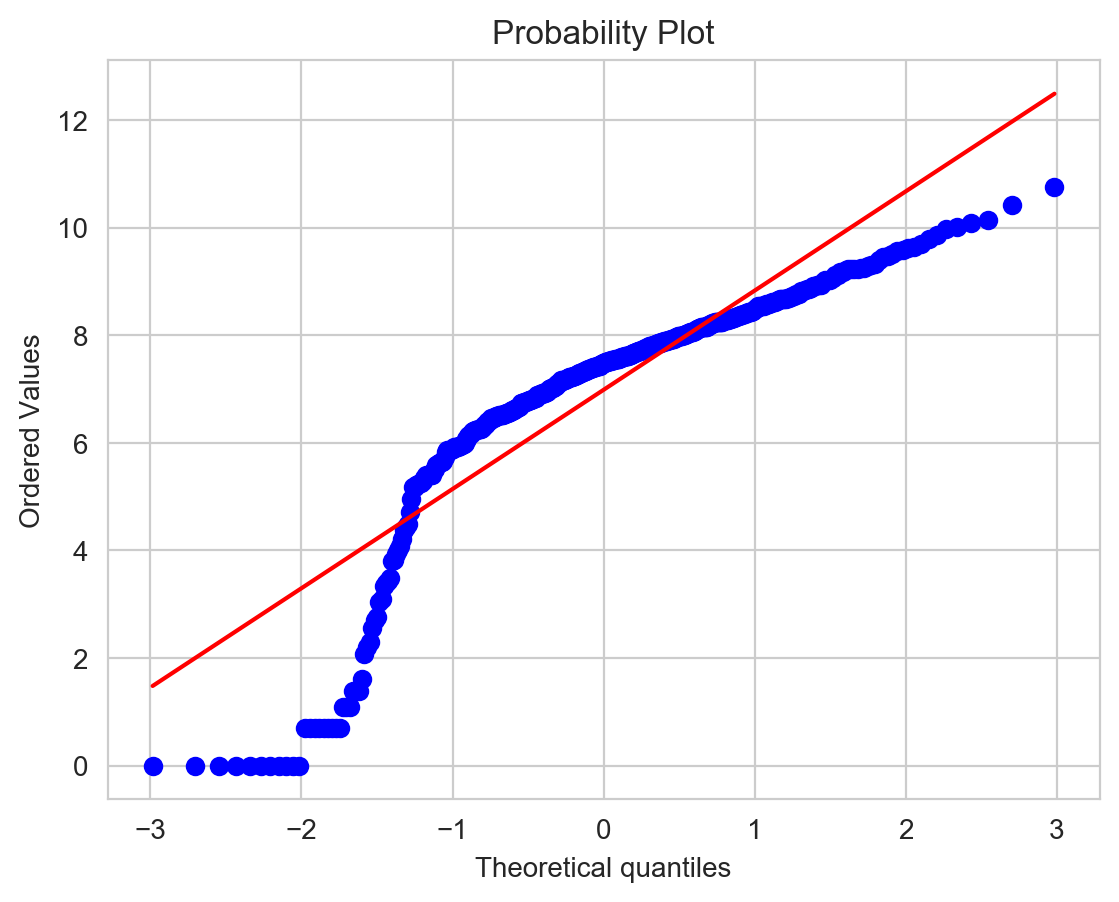 Probability Plot
12
10
8
6
4
2
0
Ordered Values
−3 −2 −1 0 1 2 3
Theoretical quantiles